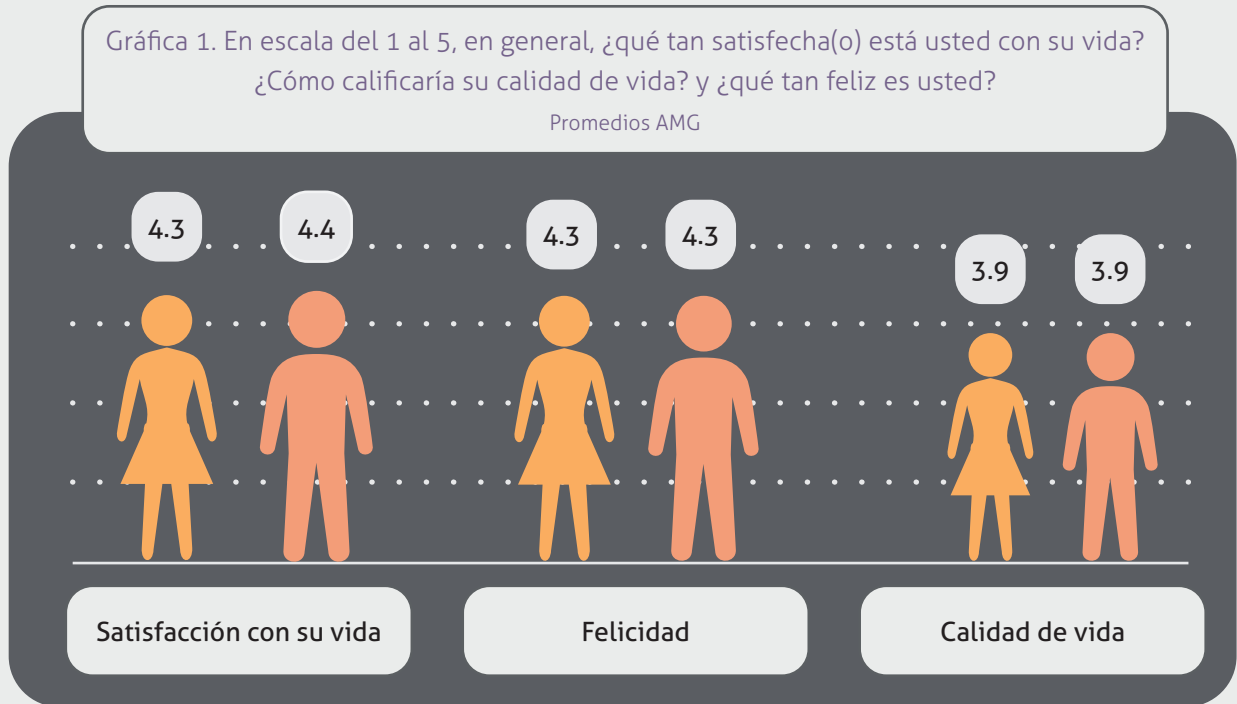 Gráfica 1. En escala del 1 al 5, en general, ¿qué tan satisfecha(o) está usted con su vida?
¿Cómo calificaría su calidad de vida? y ¿qué tan feliz es usted?
Promedios AMG
4.3
4.4
4.3
4.3
3.9
3.9
Satisfacción con su vida
Felicidad
Calidad de vida